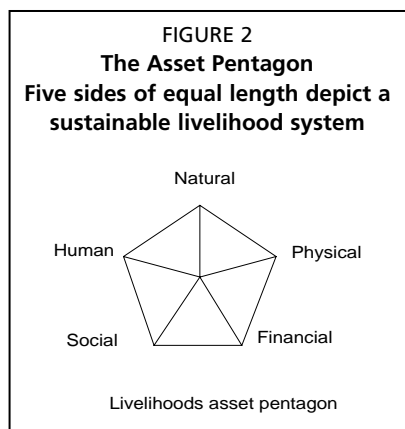 FIGURE 2
The Asset Pentagon
Five sides of equal length depict a
sustainable livelihood system
Natural
Human
Physical
Social
Financial
Livelihoods asset pentagon